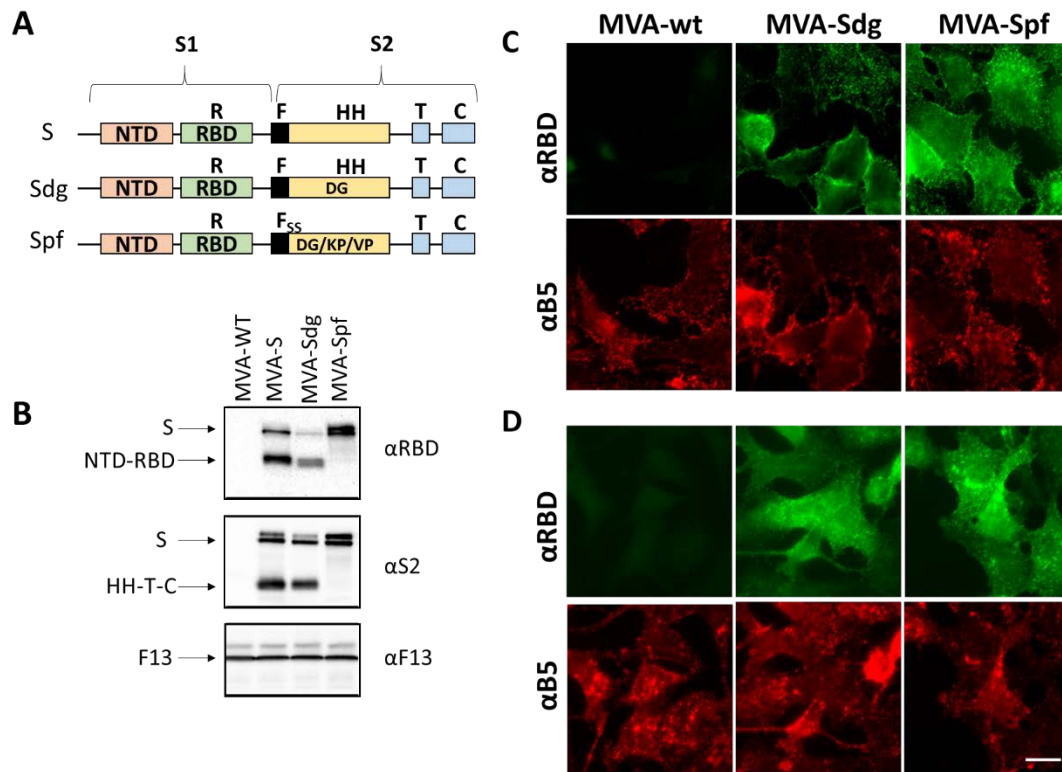 A
S1 S2
R F HH T C
S NTD RBD
R F HH T C
Sdg NTD RBD DG
R Fss T C
Spf NTD RBD DG/KP/VP
B
MVA-WT
MVA-S
MVA-Sdg
MVA-Spf
S
NTD-RBD
αRBD
S
HH-T-C
αS2
F13
αF13
C
MVA-wt MVA-Sdg MVA-Spf
αRBD
αB5
D
αRBD
αB5